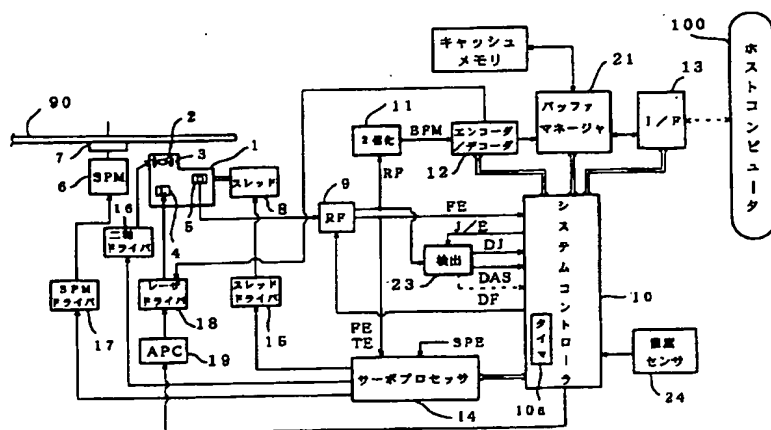 キャッシュ
メモリ
100
ホストコンピュータ
21
13
バッファ
マネージャ
I/F
90
2
7
3
1
11
2値化
BFM
エンコーダ
/デコーダ
12
RF
6
SPM
5
4
スレッド
8
9
RF
FE
16
二軸
ドライバ
J/E
DJ
検出
23
DAS
DF
システムコントローラ
10
タイマ
10a
SPM
ドライバ
17
レーザ
ドライバ
18
スレッド
ドライバ
15
APC
19
FE
TE
SPE
サーボプロセッサ
14
センサ
24